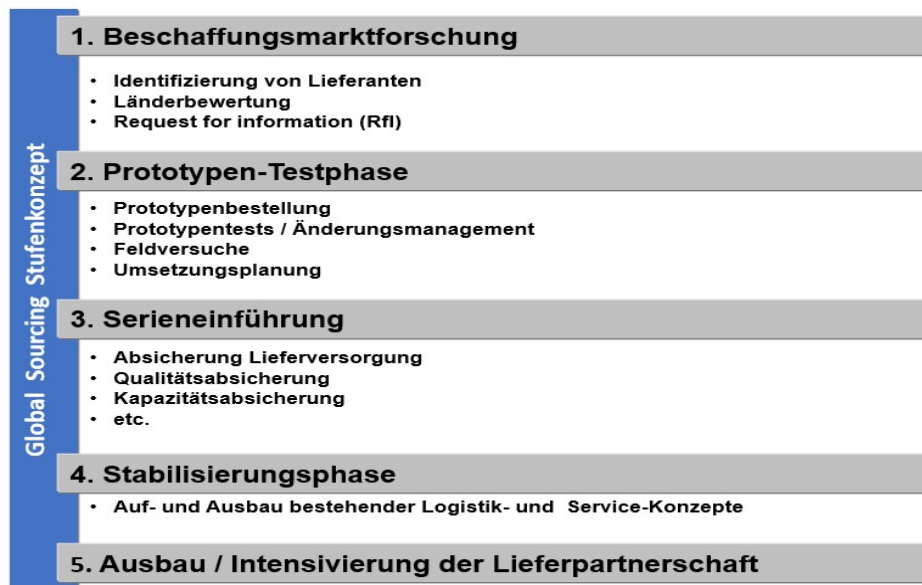 Global Sourcing Stufenkonzept
1. Beschaffungsmarktforschung
• Identifizierung von Lieferanten
• Länderbewertung
• Request for information (RfI)
2. Prototypen-Testphase
• Prototypenbestellung
• Prototypentests / Änderungsmanagement
• Feldversuche
• Umsetzungsplanung
3. Serieneinführung
• Absicherung Lieferversorgung
• Qualitätsabsicherung
• Kapazitätsabsicherung
• etc.
4. Stabilisierungsphase
• Auf- und Ausbau bestehender Logistik- und Service-Konzepte
5. Ausbau / Intensivierung der Lieferpartnerschaft